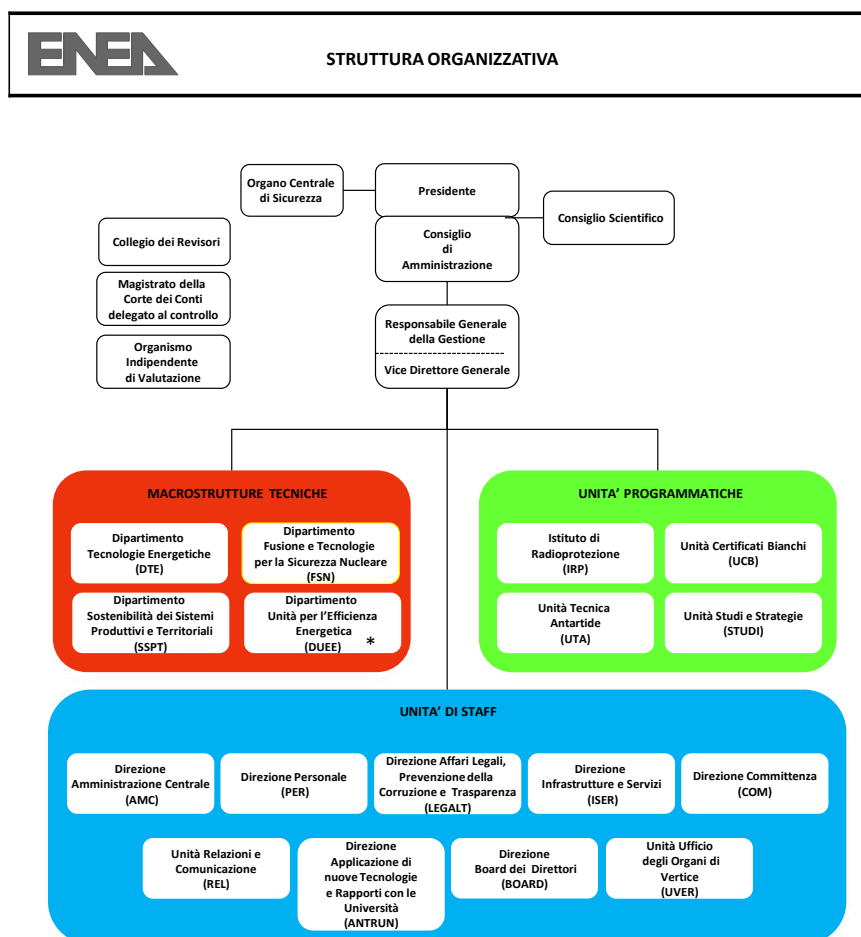 ENEA
STRUTTURA ORGANIZZATIVA
Organo Centrale
di Sicurezza
Presidente
Consiglio Scientifico
Collegio dei Revisori
Consiglio
di
Amministrazione
Magistrato della
Corte dei Conti
delegato al controllo
Responsabile Generale
della Gestione
Vice Direttore Generale
Organismo
Indipendente
di Valutazione
MACROSTRUTTURE TECNICHE
Dipartimento
Tecnologie Energetiche
(DTE)
Dipartimento
Fusione e Tecnologie
per la Sicurezza Nucleare
(FSN)
Dipartimento
Sostenibilità dei Sistemi
Produttivi e Territoriali
(SSPT)
Dipartimento
Unità per l’Efficienza
Energetica
(DUEE) *
UNITA’ PROGRAMMATICHE
Istituto di
Radioprotezione
(IRP)
Unità Certificati Bianchi
(UCB)
Unità Tecnica
Antartide
(UTA)
Unità Studi e Strategie
(STUDI)
UNITA’ DI STAFF
Direzione
Amministrazione Centrale
(AMC)
Direzione Personale
(PER)
Direzione Affari Legali,
Prevenzione della
Corruzione e Trasparenza
(LEGALT)
Direzione
Infrastrutture e Servizi
(ISER)
Direzione Committenza
(COM)
Unità Relazioni e
Comunicazione
(REL)
Direzione
Applicazione di
nuove Tecnologie
e Rapporti con le
Università
(ANTRUN)
Direzione
Board dei Direttori
(BOARD)
Unità Ufficio
degli Organi di
Vertice
(UVER)